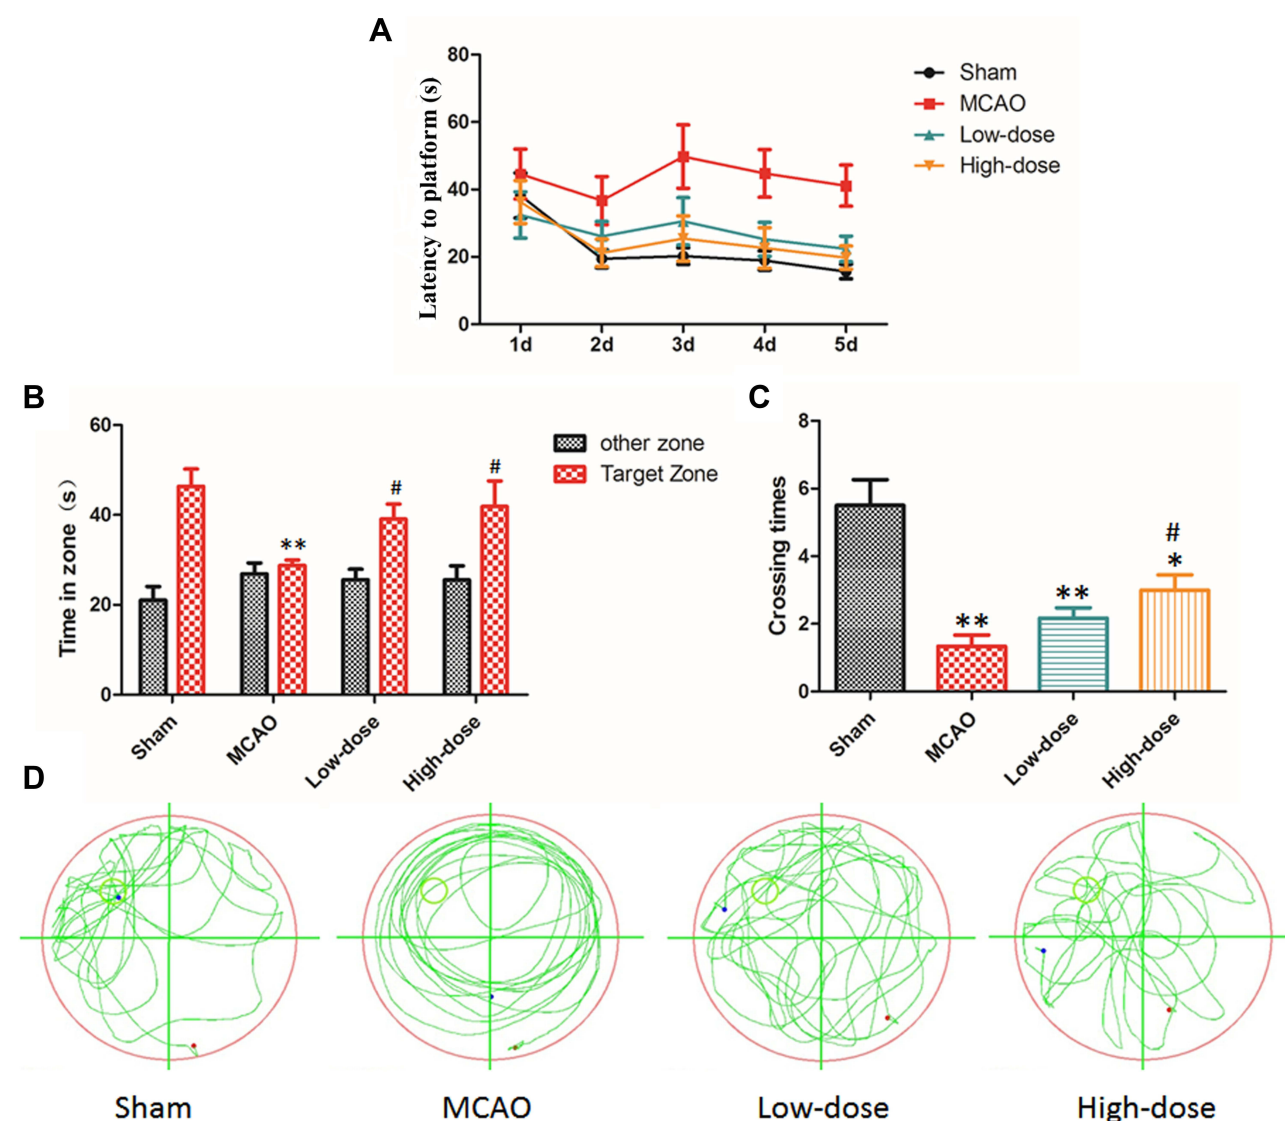 A
Latency to platform (s)
80
60
40
20
0
1d 2d 3d 4d 5d
Sham
MCAO
Low-dose
High-dose
B
Time in zone (s)
60
40
20
0
**
#
#
other zone
Target Zone
Sham MCAO Low-dose High-dose
C
Crossing times
8
6
4
2
0
**
**
#
*
Sham MCAO Low-dose High-dose
D
Sham MCAO Low-dose High-dose